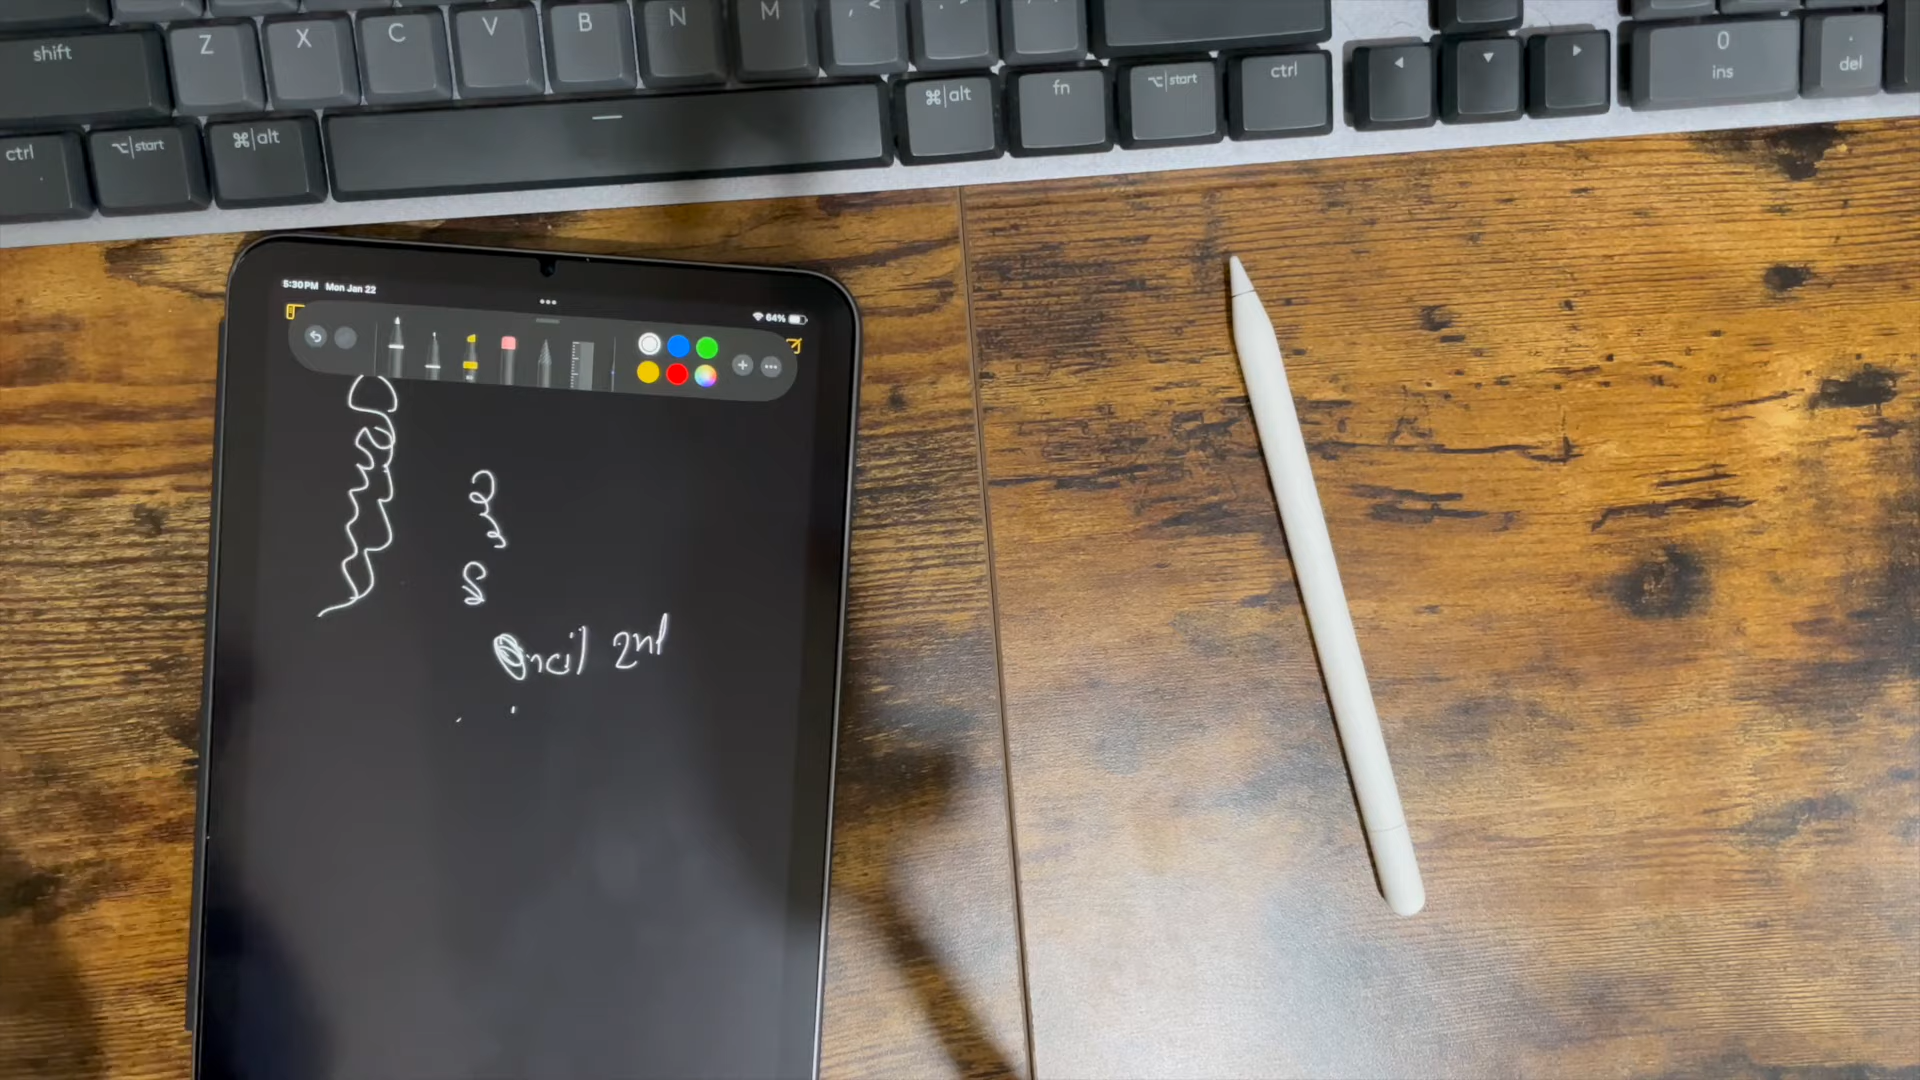 shift Z X C V B N M , < . >
ctrl ⌥|start ⌘|alt ⌘|alt fn ⌥|start ctrl 0 ins . del
5:30 PM Mon Jan 22 64%
ncil 2nd